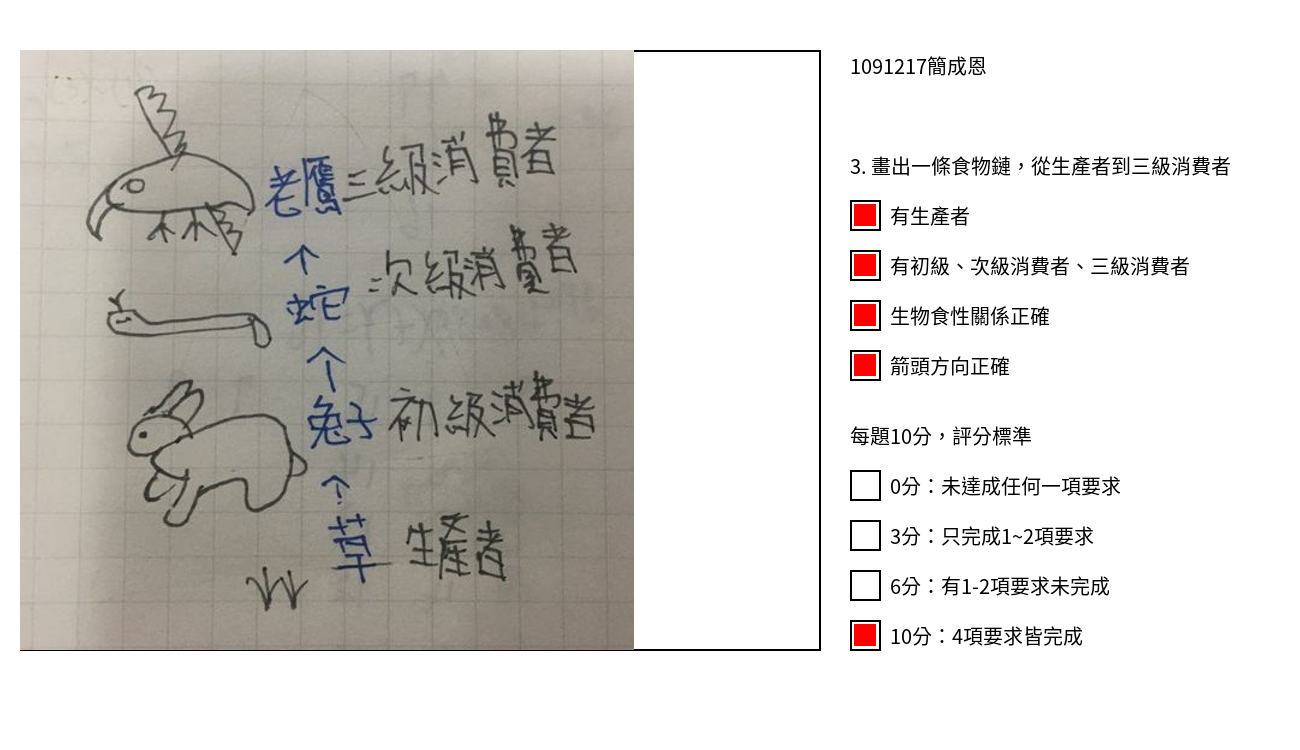 老鷹三級消費者
↑
蛇 次級消費者
↑
兔子 初級消費者
↑
草 生產者
1091217簡成恩
3. 畫出一條食物鏈，從生產者到三級消費者
有生產者
有初級、次級消費者、三級消費者
生物食性關係正確
箭頭方向正確
每題10分，評分標準
0分：未達成任何一項要求
3分：只完成1~2項要求
6分：有1-2項要求未完成
10分：4項要求皆完成